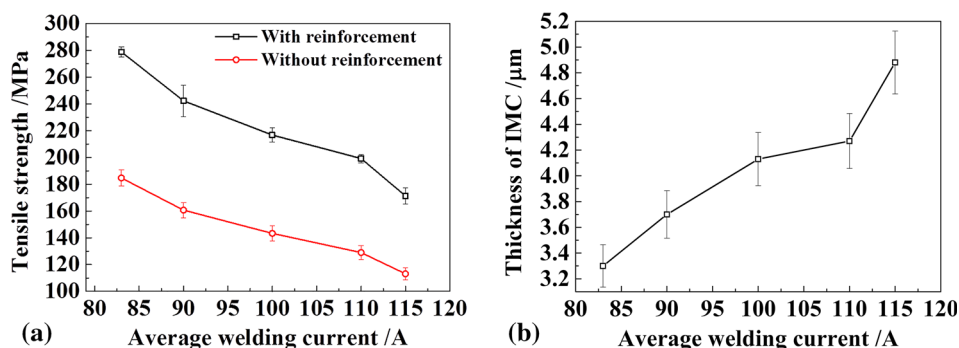 300
280
260
240
220
200
180
160
140
120
100
Tensile strength /MPa
With reinforcement
Without reinforcement
80 85 90 95 100 105 110 115 120
(a) Average welding current /A
5.2
5.0
4.8
4.6
4.4
4.2
4.0
3.8
3.6
3.4
3.2
Thickness of IMC /μm
80 85 90 95 100 105 110 115 120
(b) Average welding current /A